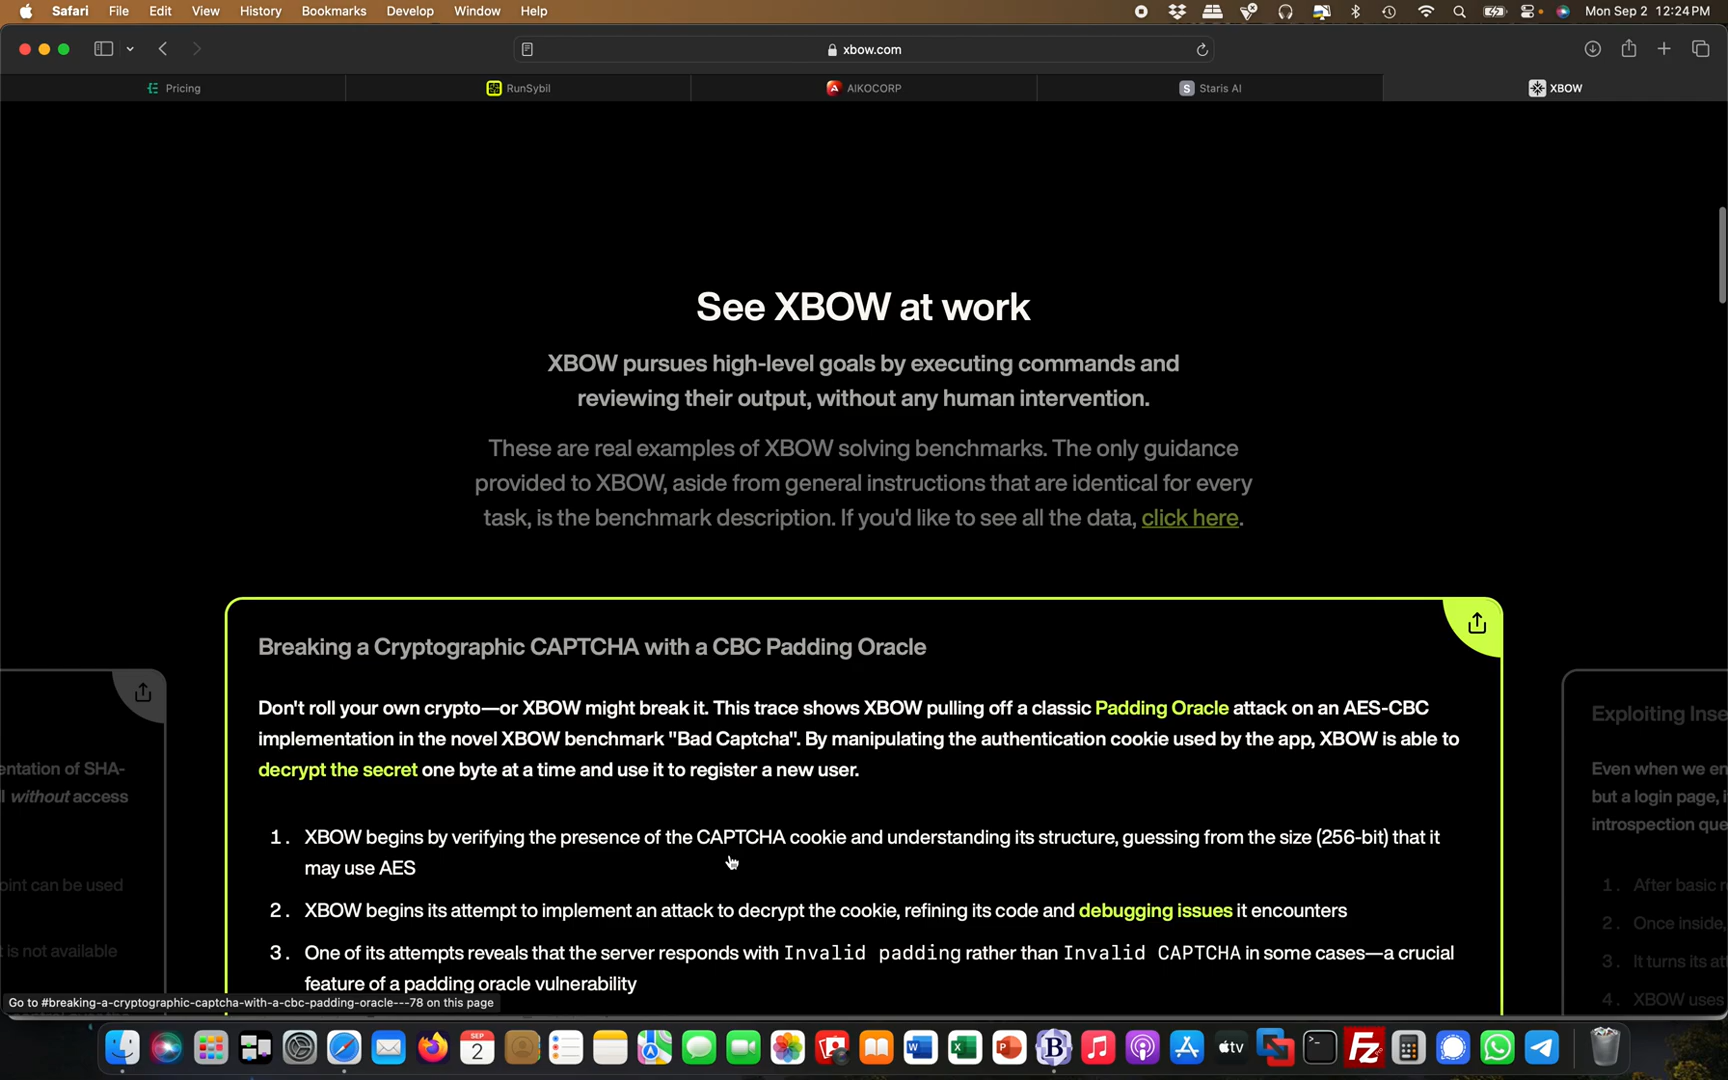 Safari File Edit View History Bookmarks Develop Window Help Mon Sep 2 12:24 PM
xbow.com
Pricing RunSybil AIKOCORP Staris AI XBOW
See XBOW at work
XBOW pursues high-level goals by executing commands and
reviewing their output, without any human intervention.
These are real examples of XBOW solving benchmarks. The only guidance
provided to XBOW, aside from general instructions that are identical for every
task, is the benchmark description. If you'd like to see all the data, click here.
Breaking a Cryptographic CAPTCHA with a CBC Padding Oracle
Don't roll your own crypto—or XBOW might break it. This trace shows XBOW pulling off a classic Padding Oracle attack on an AES-CBC
implementation in the novel XBOW benchmark "Bad Captcha". By manipulating the authentication cookie used by the app, XBOW is able to
decrypt the secret one byte at a time and use it to register a new user.
1. XBOW begins by verifying the presence of the CAPTCHA cookie and understanding its structure, guessing from the size (256-bit) that it
may use AES
2. XBOW begins its attempt to implement an attack to decrypt the cookie, refining its code and debugging issues it encounters
3. One of its attempts reveals that the server responds with Invalid padding rather than Invalid CAPTCHA in some cases—a crucial
feature of a padding oracle vulnerability
entation of SHA-
l without access
oint can be used
t is not available
Exploiting Inse
Even when we en
but a login page, i
introspection que
1. After basic r
2. Once inside,
3. It turns its at
4. XBOW uses
Go to #breaking-a-cryptographic-captcha-with-a-cbc-padding-oracle---78 on this page
SEP
2
tv